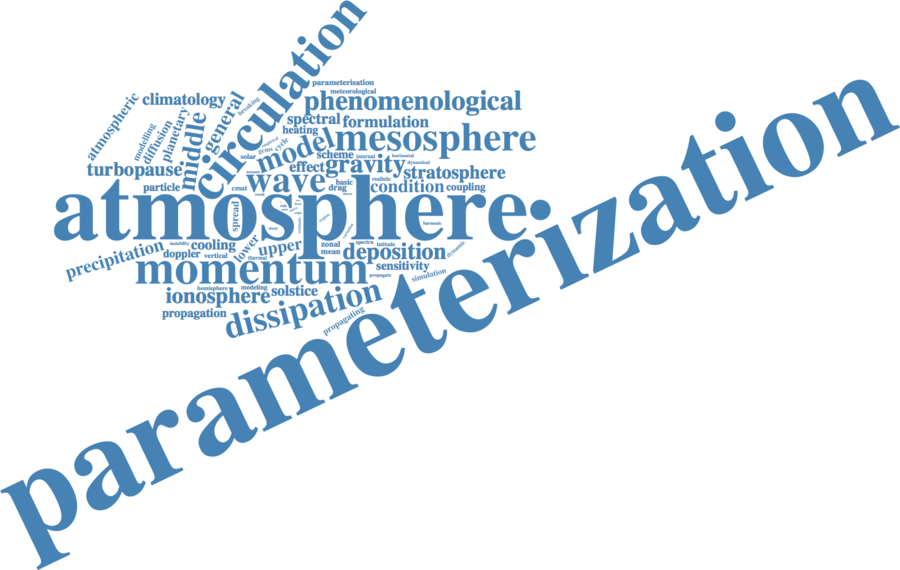 circulation
parameterisation
meteorological
atmospheric
climatology
general
breaking
phenomenological
modelling
diffusion
planetary
middle
spectral
formulation
heating
cycle
model
mesosphere
solar
gcms
scheme
internal
horizontal
dynamical
turbopause
effect
gravity
stratosphere
wave
basic
realistic
particle
cmat
drag
condition
coupling
atmosphere
parameterization
spread
harmonic
precipitation
instability
cooling
lower
upper
zonal
spectra
latitude
dynamic
doppler
vertical
thermal
mean
deposition
momentum
sensitivity
propagate
simulation
hemisphere
modeling
ionosphere
solstice
propagation
dissipation
propagating